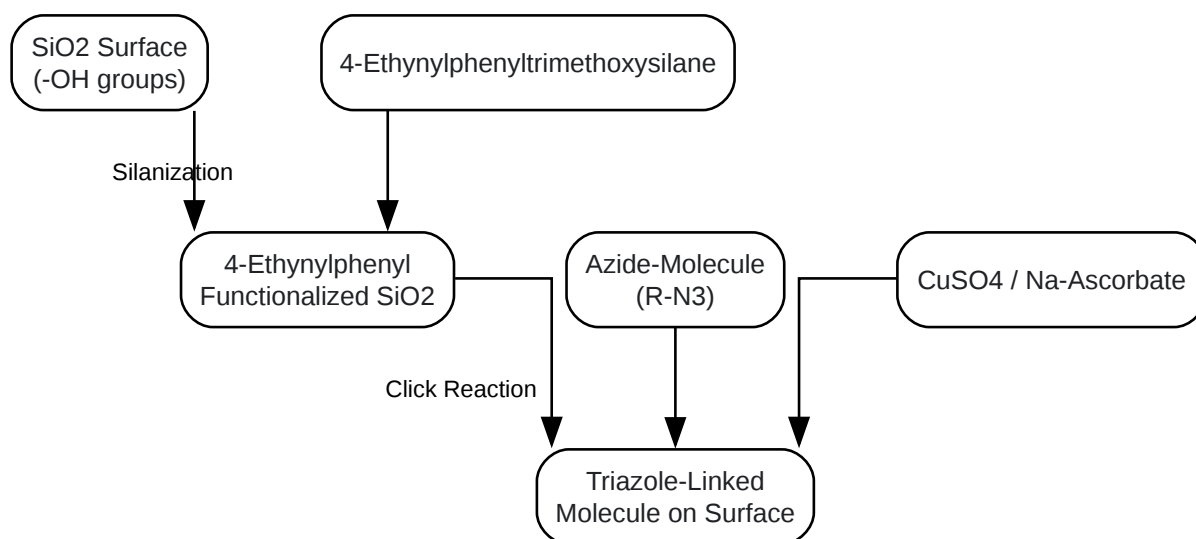 SiO2 Surface
(-OH groups)
4-Ethynylphenyltrimethoxysilane
Silanization
4-Ethynylphenyl
Functionalized SiO2
Azide-Molecule
(R-N3)
CuSO4 / Na-Ascorbate
Click Reaction
Triazole-Linked
Molecule on Surface